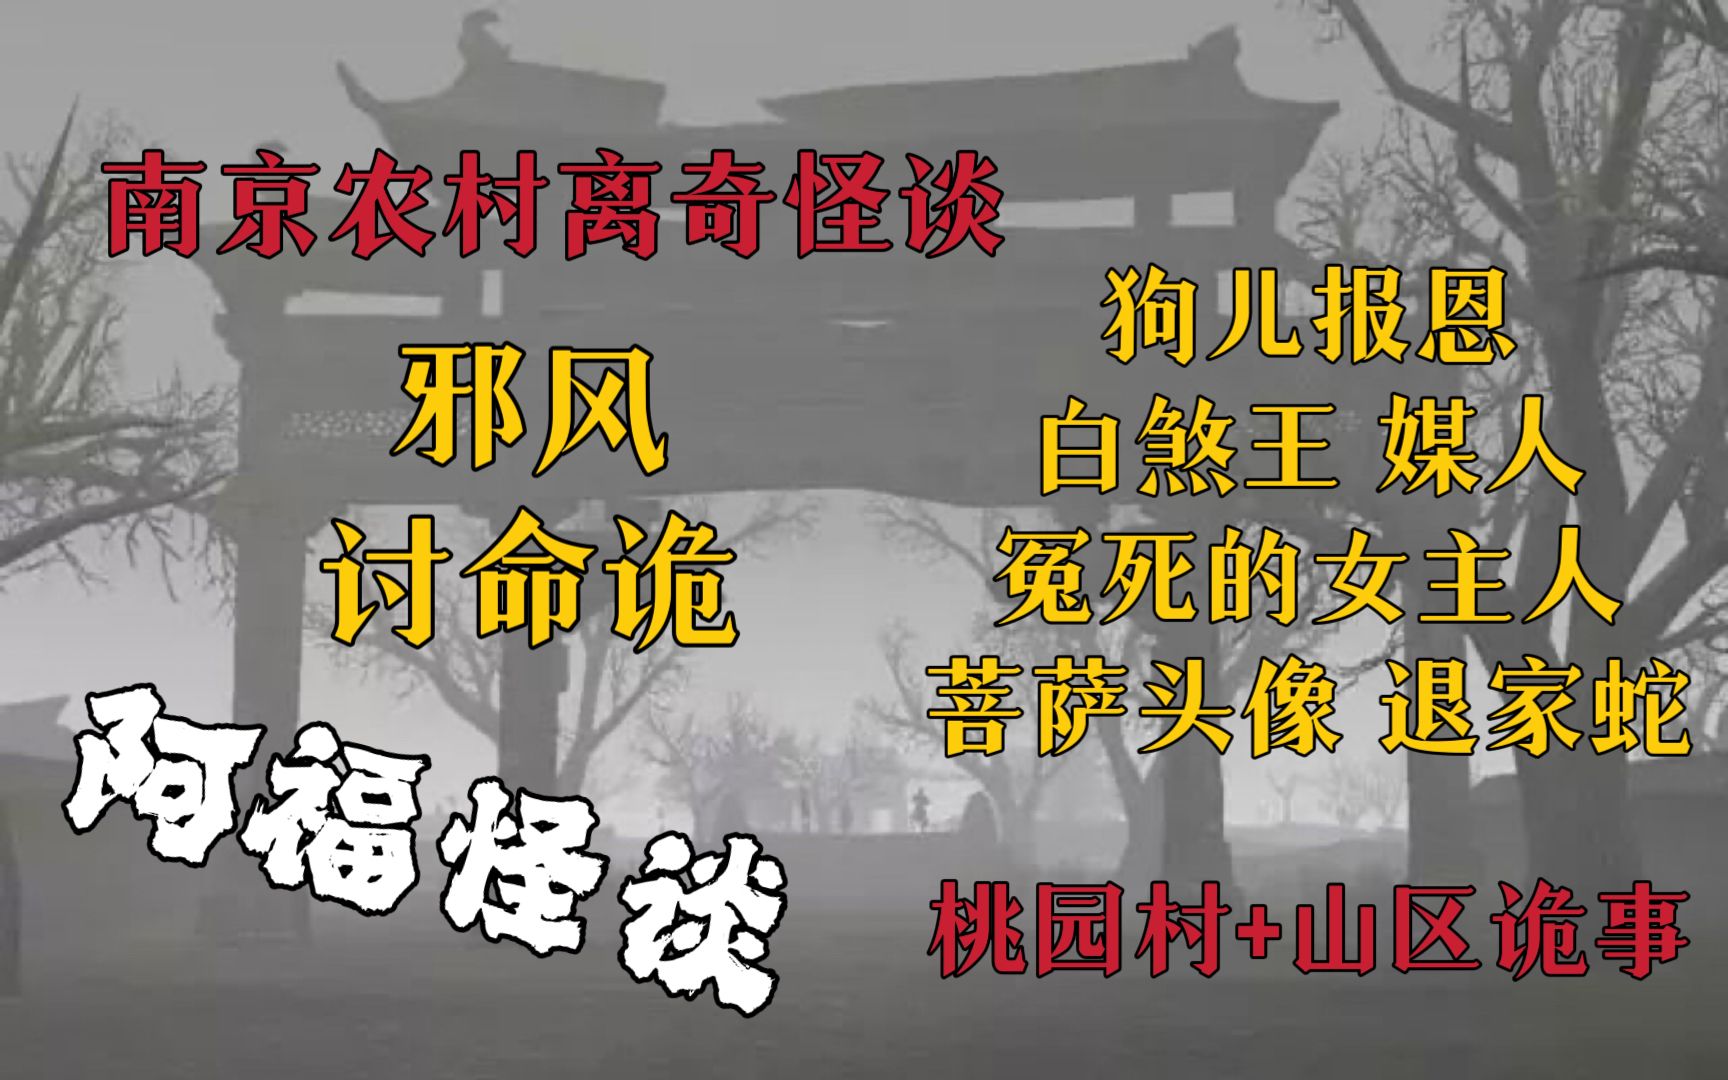 南京农村离奇怪谈
邪风
讨命诡
阿福怪谈
狗儿报恩
白煞王 媒人
冤死的女主人
菩萨头像 退家蛇
桃园村+山区诡事